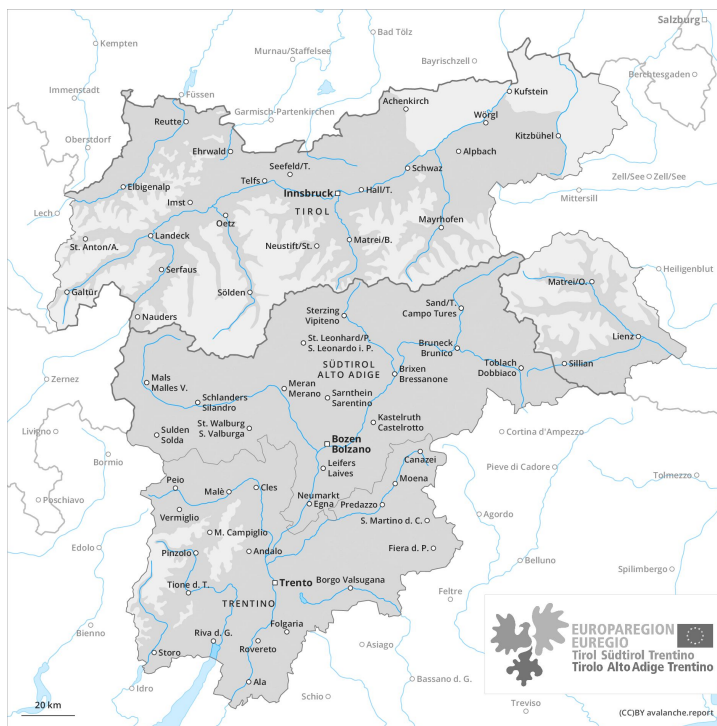 Salzburg
Kempten
Bad Tölz
Murnau/Staffelsee
Bayrischzell
Berchtesgaden
Immenstadt
Füssen
Garmisch-Partenkirchen
Achenkirch
Kufstein
Reutte
Wörgl
Kitzbühel
Oberstdorf
Ehrwald
Alpbach
Seefeld/T.
Schwaz
Telfs
Zell/See
Zell/See
Elbigenalp
Innsbruck
Hall/T.
Mittersill
Imst
TIROL
Lech
Oetz
Mayrhofen
Landeck
St. Anton/A.
Neustift/St.
Matrei/B.
Serfaus
Heiligenblut
Matrei/O.
Galtür
Sölden
Nauders
Sand/T.
Campo Tures
Sterzing
Vipiteno
Lienz
St. Leonhard/P.
S. Leonardo i. P.
Bruneck
Brunico
Toblach
Dobbiaco
Sillian
SÜDTIROL
ALTO ADIGE
Brixen
Bressanone
Zernez
Mals
Malles V.
Meran
Merano
Schlanders
Silandro
Sarnthein
Sarentino
Kastelruth
Castelrotto
St. Walburg
S. Valburga
Livigno
Sulden
Solda
Bozen
Bolzano
Cortina d'Ampezzo
Canazei
Bormio
Leifers
Laives
Pieve di Cadore
Tolmezzo
Peio
Malè
Cles
Moena
Poschiavo
Neumarkt
Egna
Predazzo
Vermiglio
Agordo
S. Martino d. C.
M. Campiglio
Edolo
Pinzolo
Andalo
Fiera d. P.
Belluno
Spilimbergo
Tione d. T.
Trento
Borgo Valsugana
Feltre
TRENTINO
Folgaria
Bienno
Riva d. G.
Rovereto
Asiago
Storo
Bassano d. G.
Idro
Ala
Schio
Treviso
EUROPAREGION
EUREGIO
Tirol Südtirol Trentino
Tirolo Alto Adige Trentino
20 km
(CC)BY avalanche.report